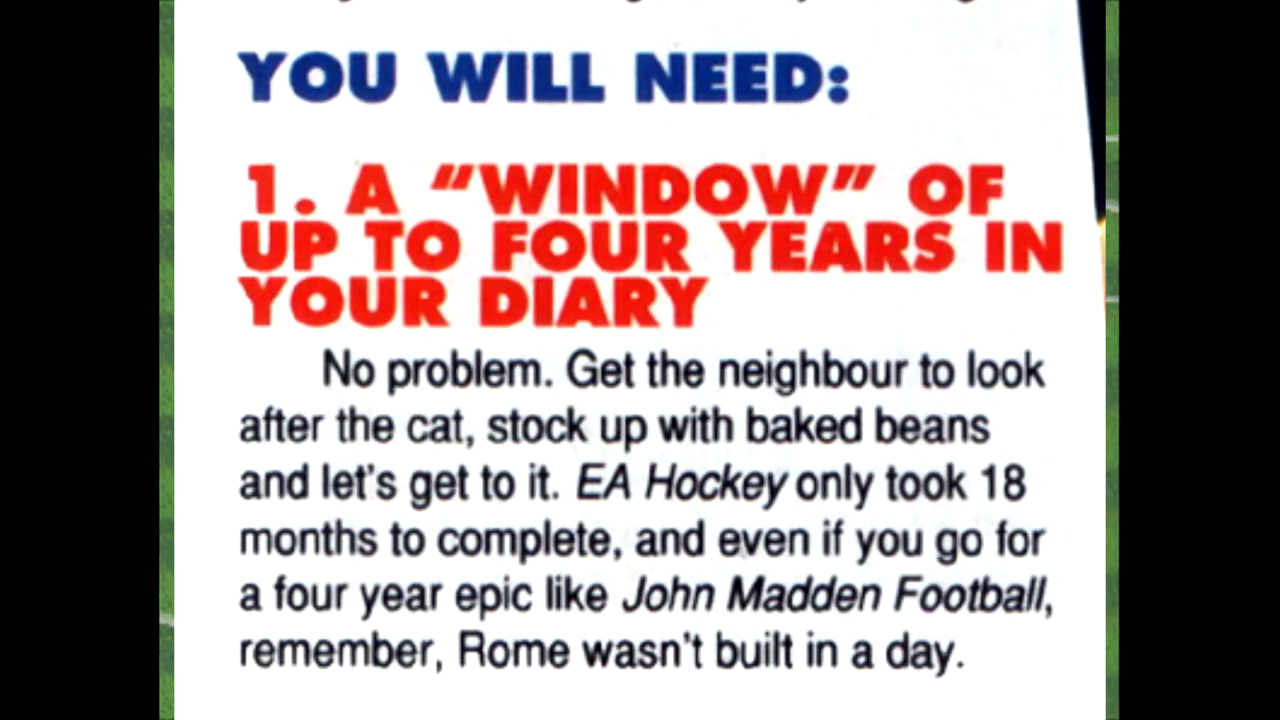 YOU WILL NEED:
1. A "WINDOW" OF
UP TO FOUR YEARS IN
YOUR DIARY
No problem. Get the neighbour to look
after the cat, stock up with baked beans
and let's get to it. EA Hockey only took 18
months to complete, and even if you go for
a four year epic like John Madden Football,
remember, Rome wasn't built in a day.